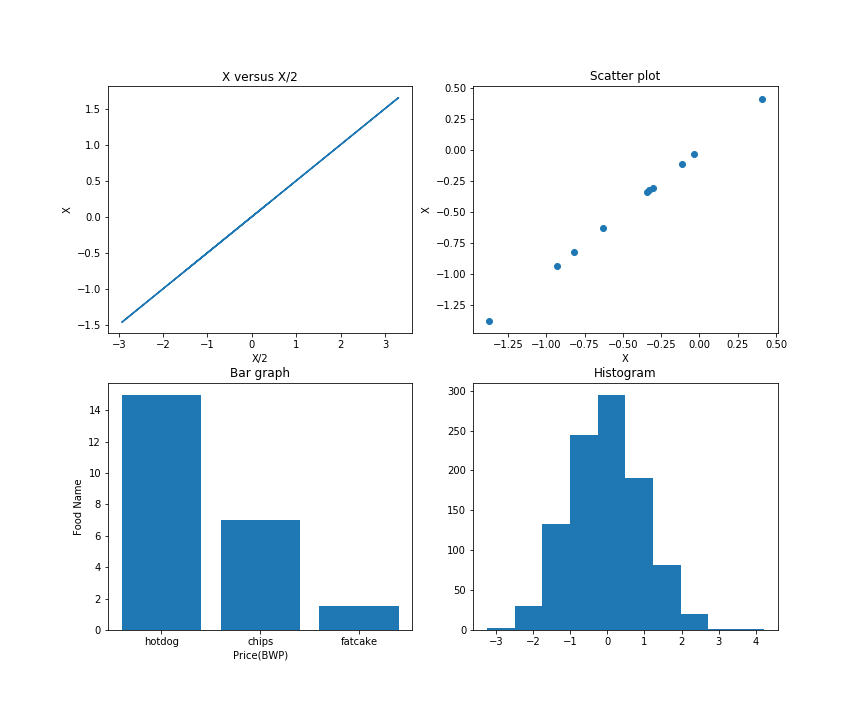 X versus X/2
1.5
1.0
0.5
0.0
−0.5
−1.0
−1.5
X
−3 −2 −1 0 1 2 3
X/2
Scatter plot
0.50
0.25
0.00
−0.25
−0.50
−0.75
−1.00
−1.25
X
−1.25 −1.00 −0.75 −0.50 −0.25 0.00 0.25 0.50
X
Bar graph
14
12
10
8
6
4
2
0
Food Name
hotdog chips fatcake
Price(BWP)
Histogram
300
250
200
150
100
50
0
−3 −2 −1 0 1 2 3 4